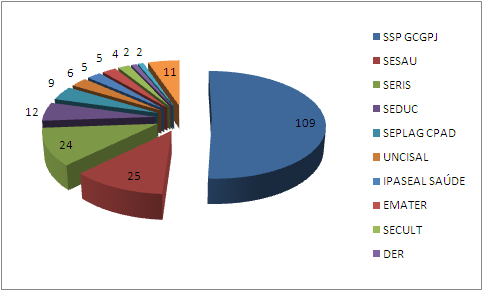 5
4
2
2
5
6
9
12
24
25
11
109
SSP GCGPJ
SESAU
SERIS
SEDUC
SEPLAG CPAD
UNCISAL
IPASEAL SAÚDE
EMATER
SECULT
DER